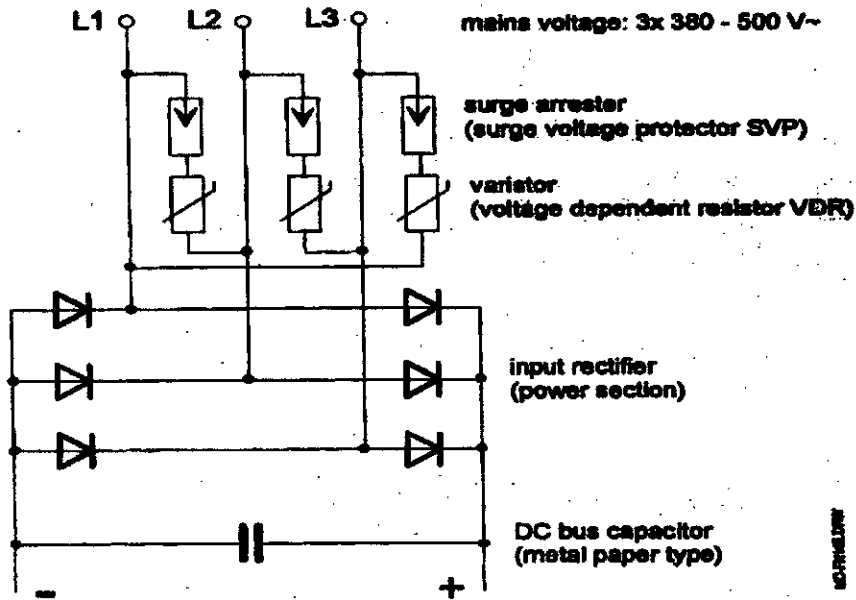 L1 L2 L3 mains voltage: 3x 380 - 500 V~
surge arrester
(surge voltage protector SVP)
varistor
(voltage dependent resistor VDR)
input rectifier
(power section)
DC bus capacitor
(metal paper type)
- +